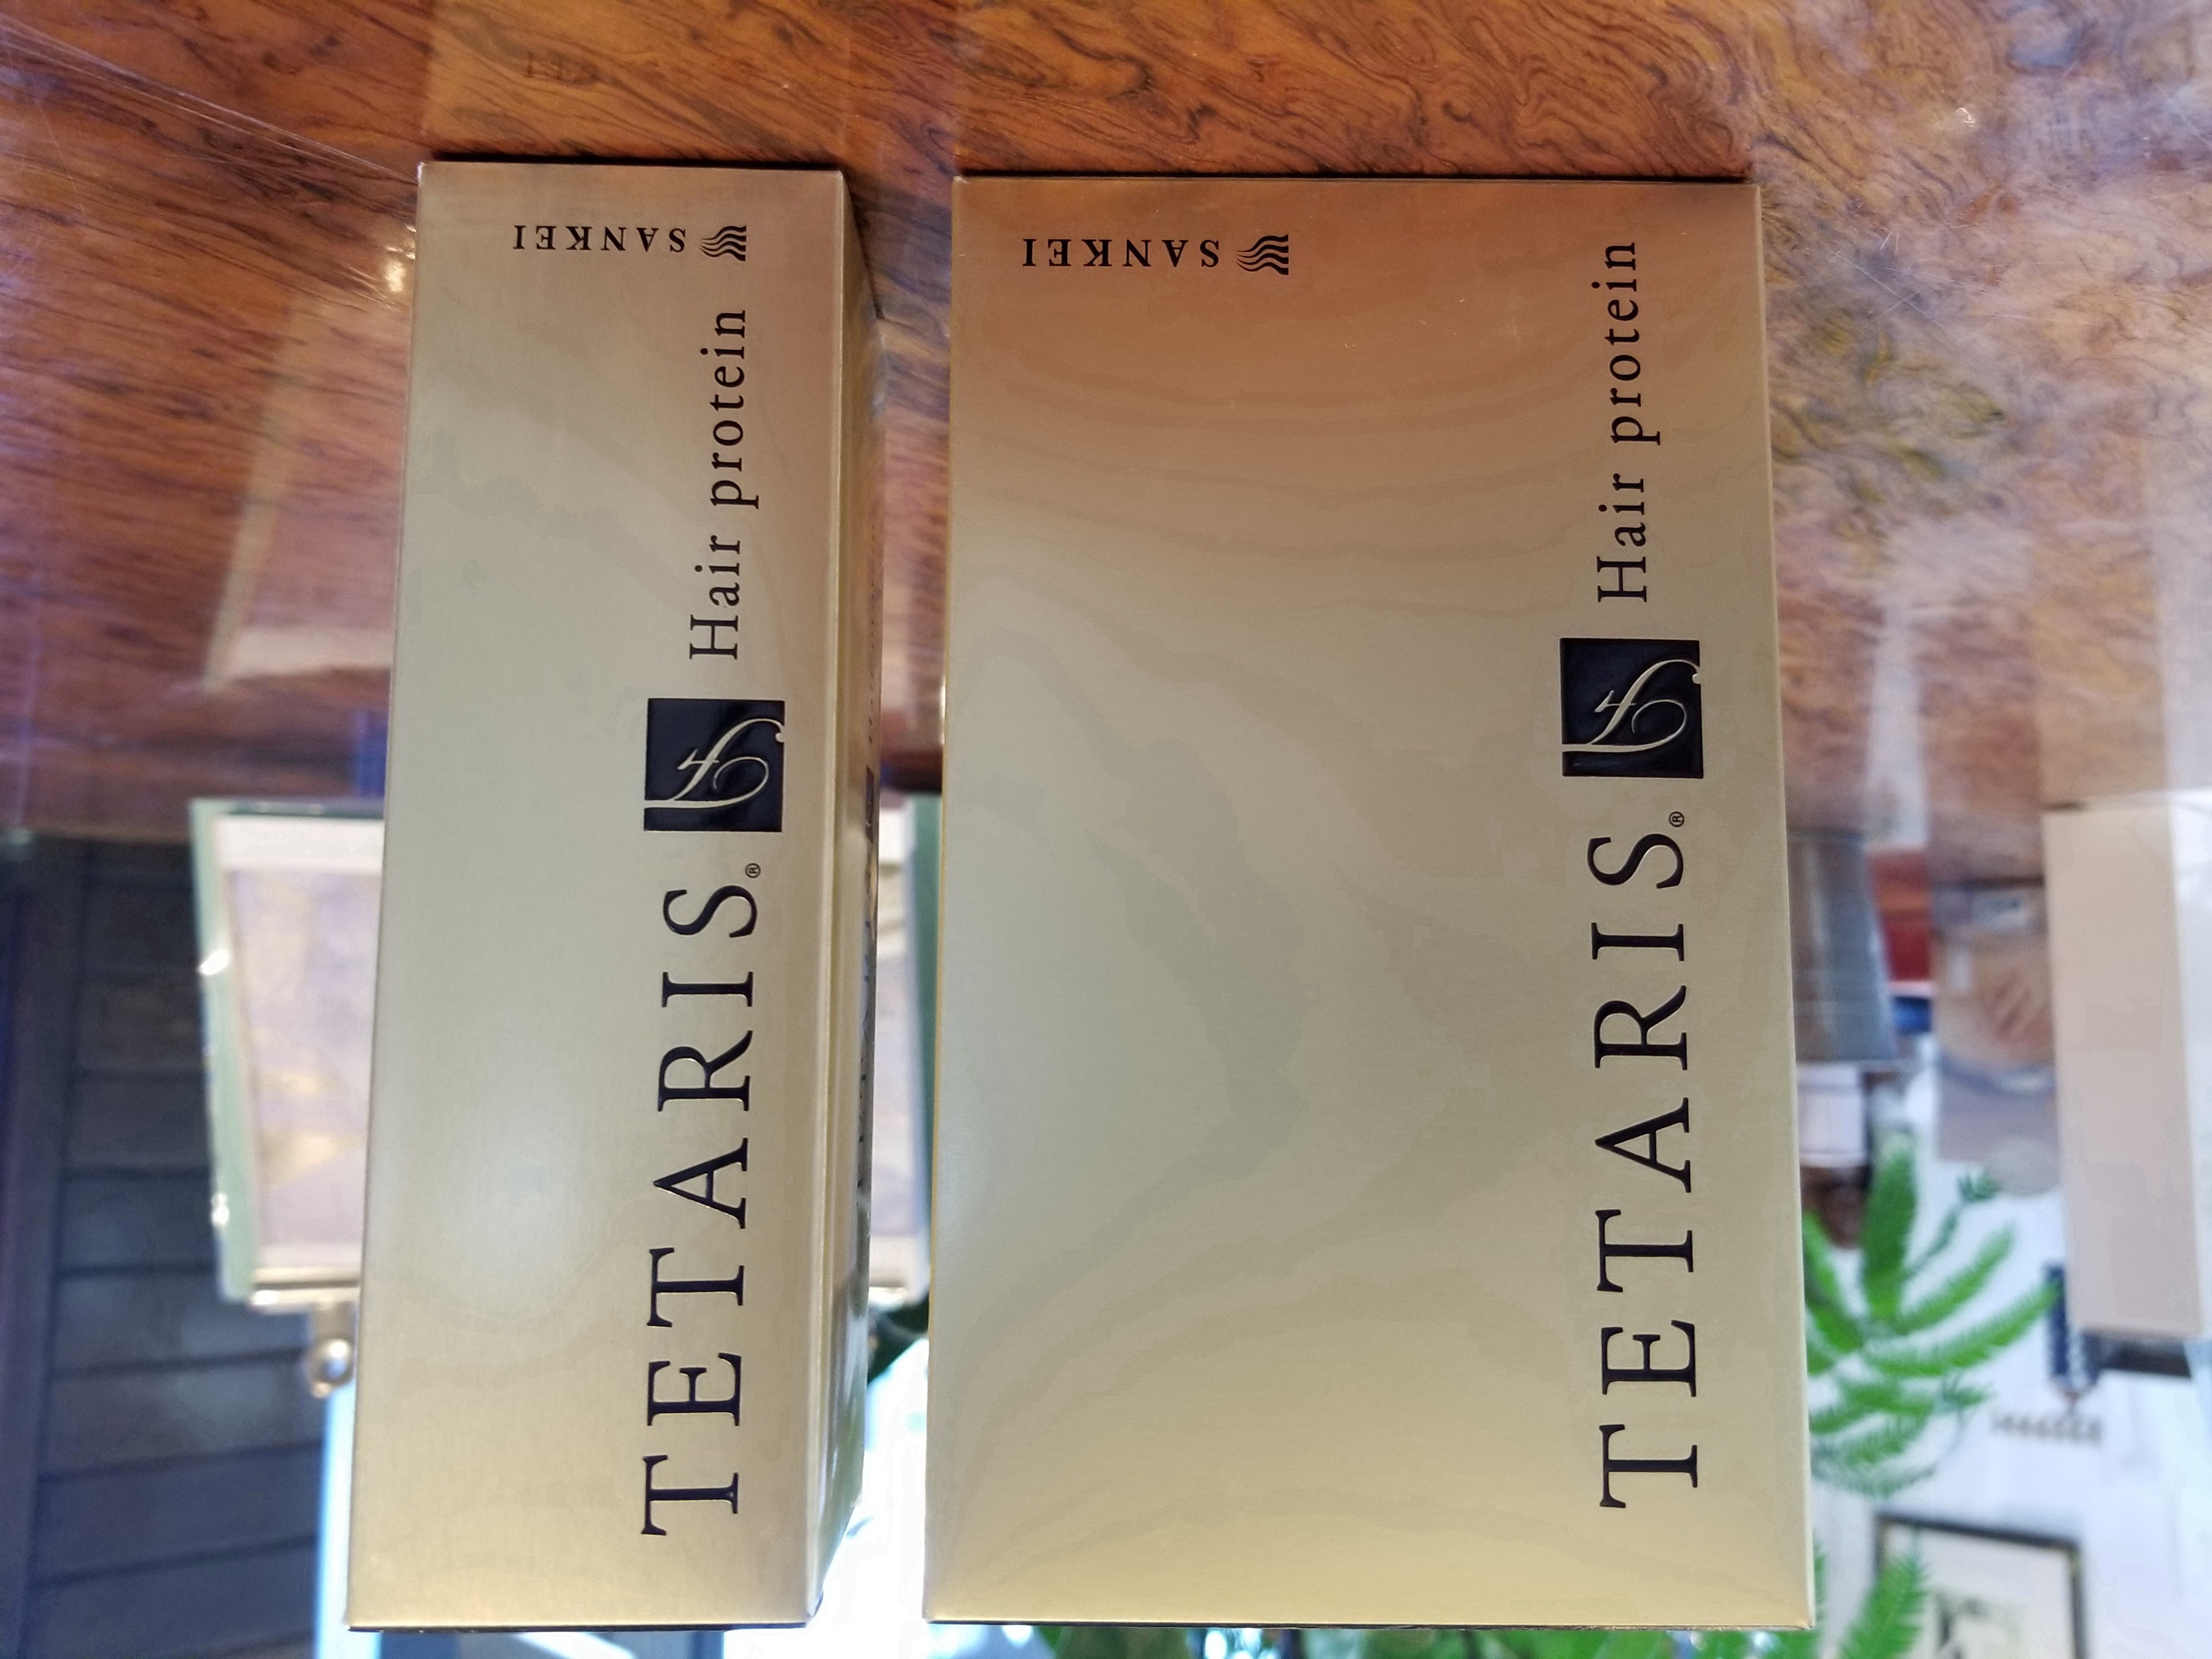 TETARIS® Hair protein
SANKEI
TETARIS® Hair protein
SANKEI